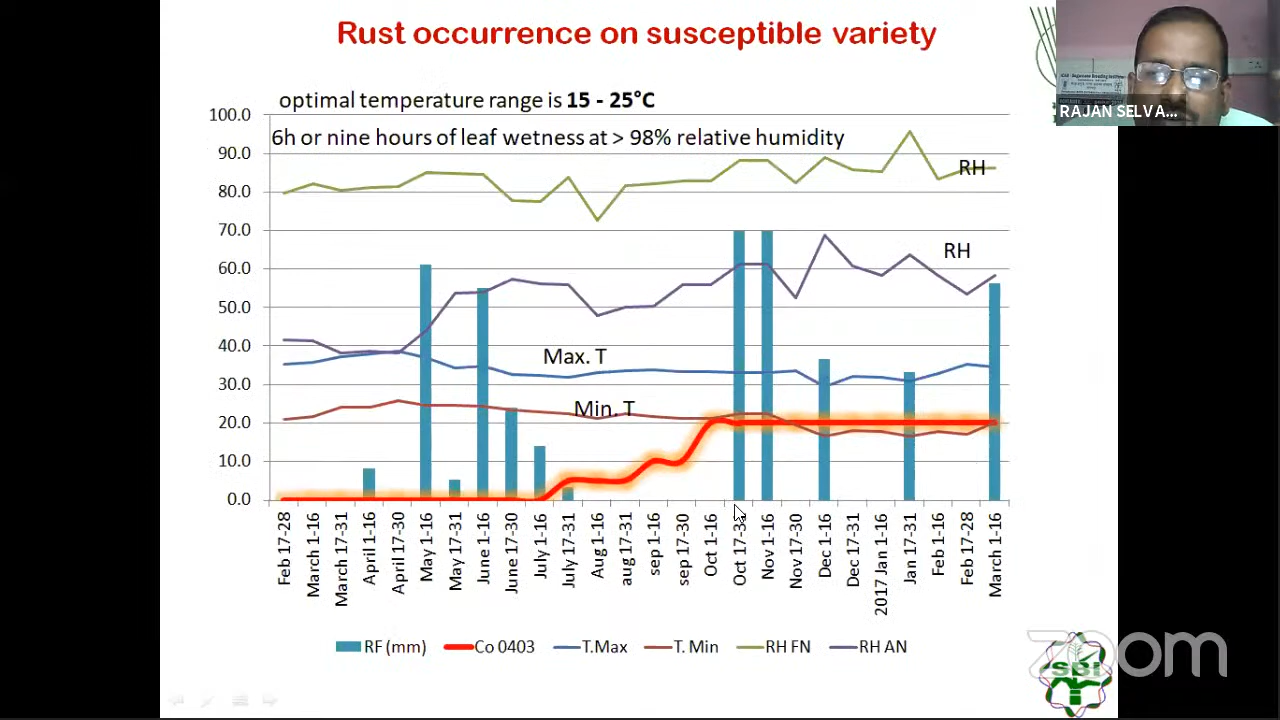 Rust occurrence on susceptible variety
optimal temperature range is 15 - 25°C
6h or nine hours of leaf wetness at > 98% relative humidity
RAJAN SELVA...
100.0
90.0
80.0
70.0
60.0
50.0
40.0
30.0
20.0
10.0
0.0
RH
RH
Max. T
Min. T
Feb 17-28
March 1-16
March 17-31
April 1-16
April 17-30
May 1-16
May 17-31
June 1-16
June 17-30
July 1-16
July 17-31
Aug 1-16
aug 17-31
sep 1-16
sep 17-30
Oct 1-16
Oct 17-31
Nov 1-16
Nov 17-30
Dec 1-16
Dec 17-31
2017 Jan 1-16
Jan 17-31
Feb 1-16
Feb 17-28
March 1-16
RF (mm)
Co 0403
T.Max
T. Min
RH FN
RH AN
zoom
SBI